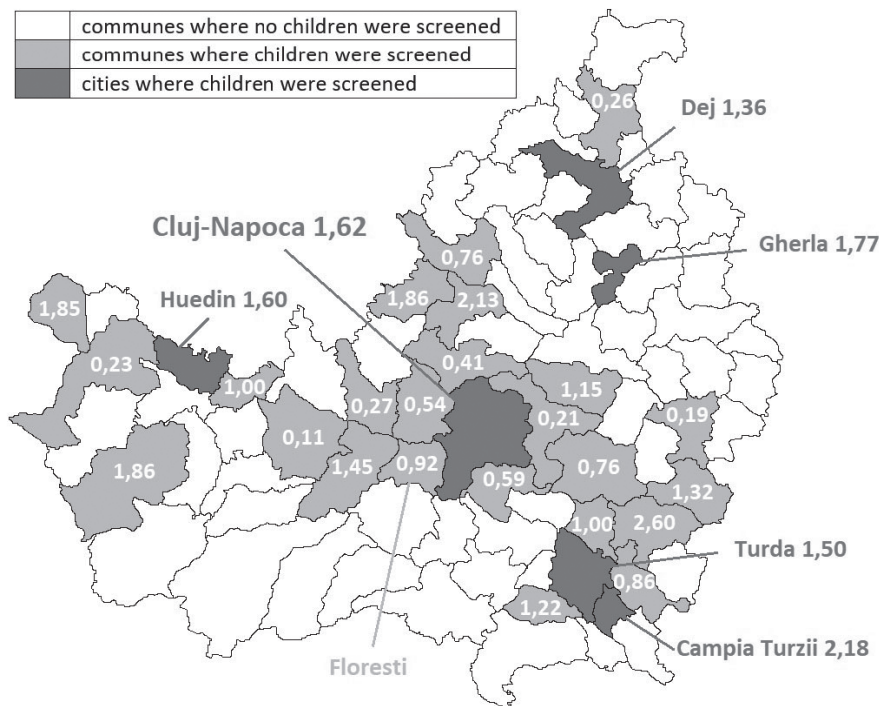 communes where no children were screened
communes where children were screened
cities where children were screened
0,26
Dej 1,36
Cluj-Napoca 1,62
0,76
Gherla 1,77
1,85
Huedin 1,60
1,86
2,13
0,23
1,00
0,41
1,15
0,27
0,54
0,21
0,19
0,11
1,86
1,45
0,92
0,59
0,76
1,32
1,00
2,60
Turda 1,50
0,86
1,22
Floresti
Campia Turzii 2,18